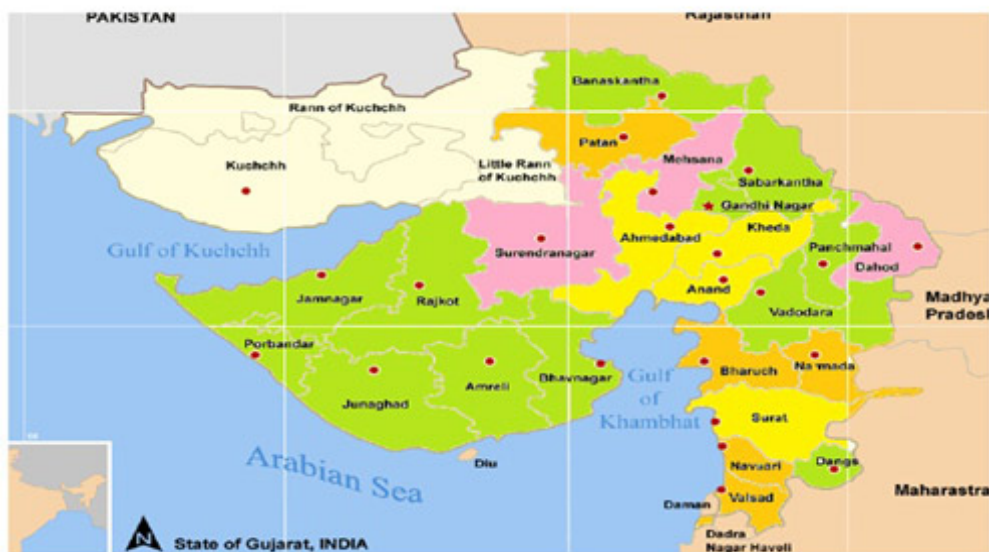 PAKISTAN
Rajasthan
Banaskantha
Rann of Kuchchh
Patan
Mehsana
Kuchchh
Little Rann
of Kuchchh
Sabarkantha
Gandhi Nagar
Gulf of Kuchchh
Ahmedabad
Kheda
Surendranagar
Panchmahal
Dahod
Jamnagar
Rajkot
Anand
Vadodara
Madhya
Pradesh
Porbandar
Junaghad
Amreli
Bhavnagar
Gulf
of
Khambhat
Bharuch
Narmada
Surat
Arabian Sea
Diu
Navsari
Dangs
Valsad
Daman
Maharastra
Dadra
Nagar Haveli
N
State of Gujarat, INDIA